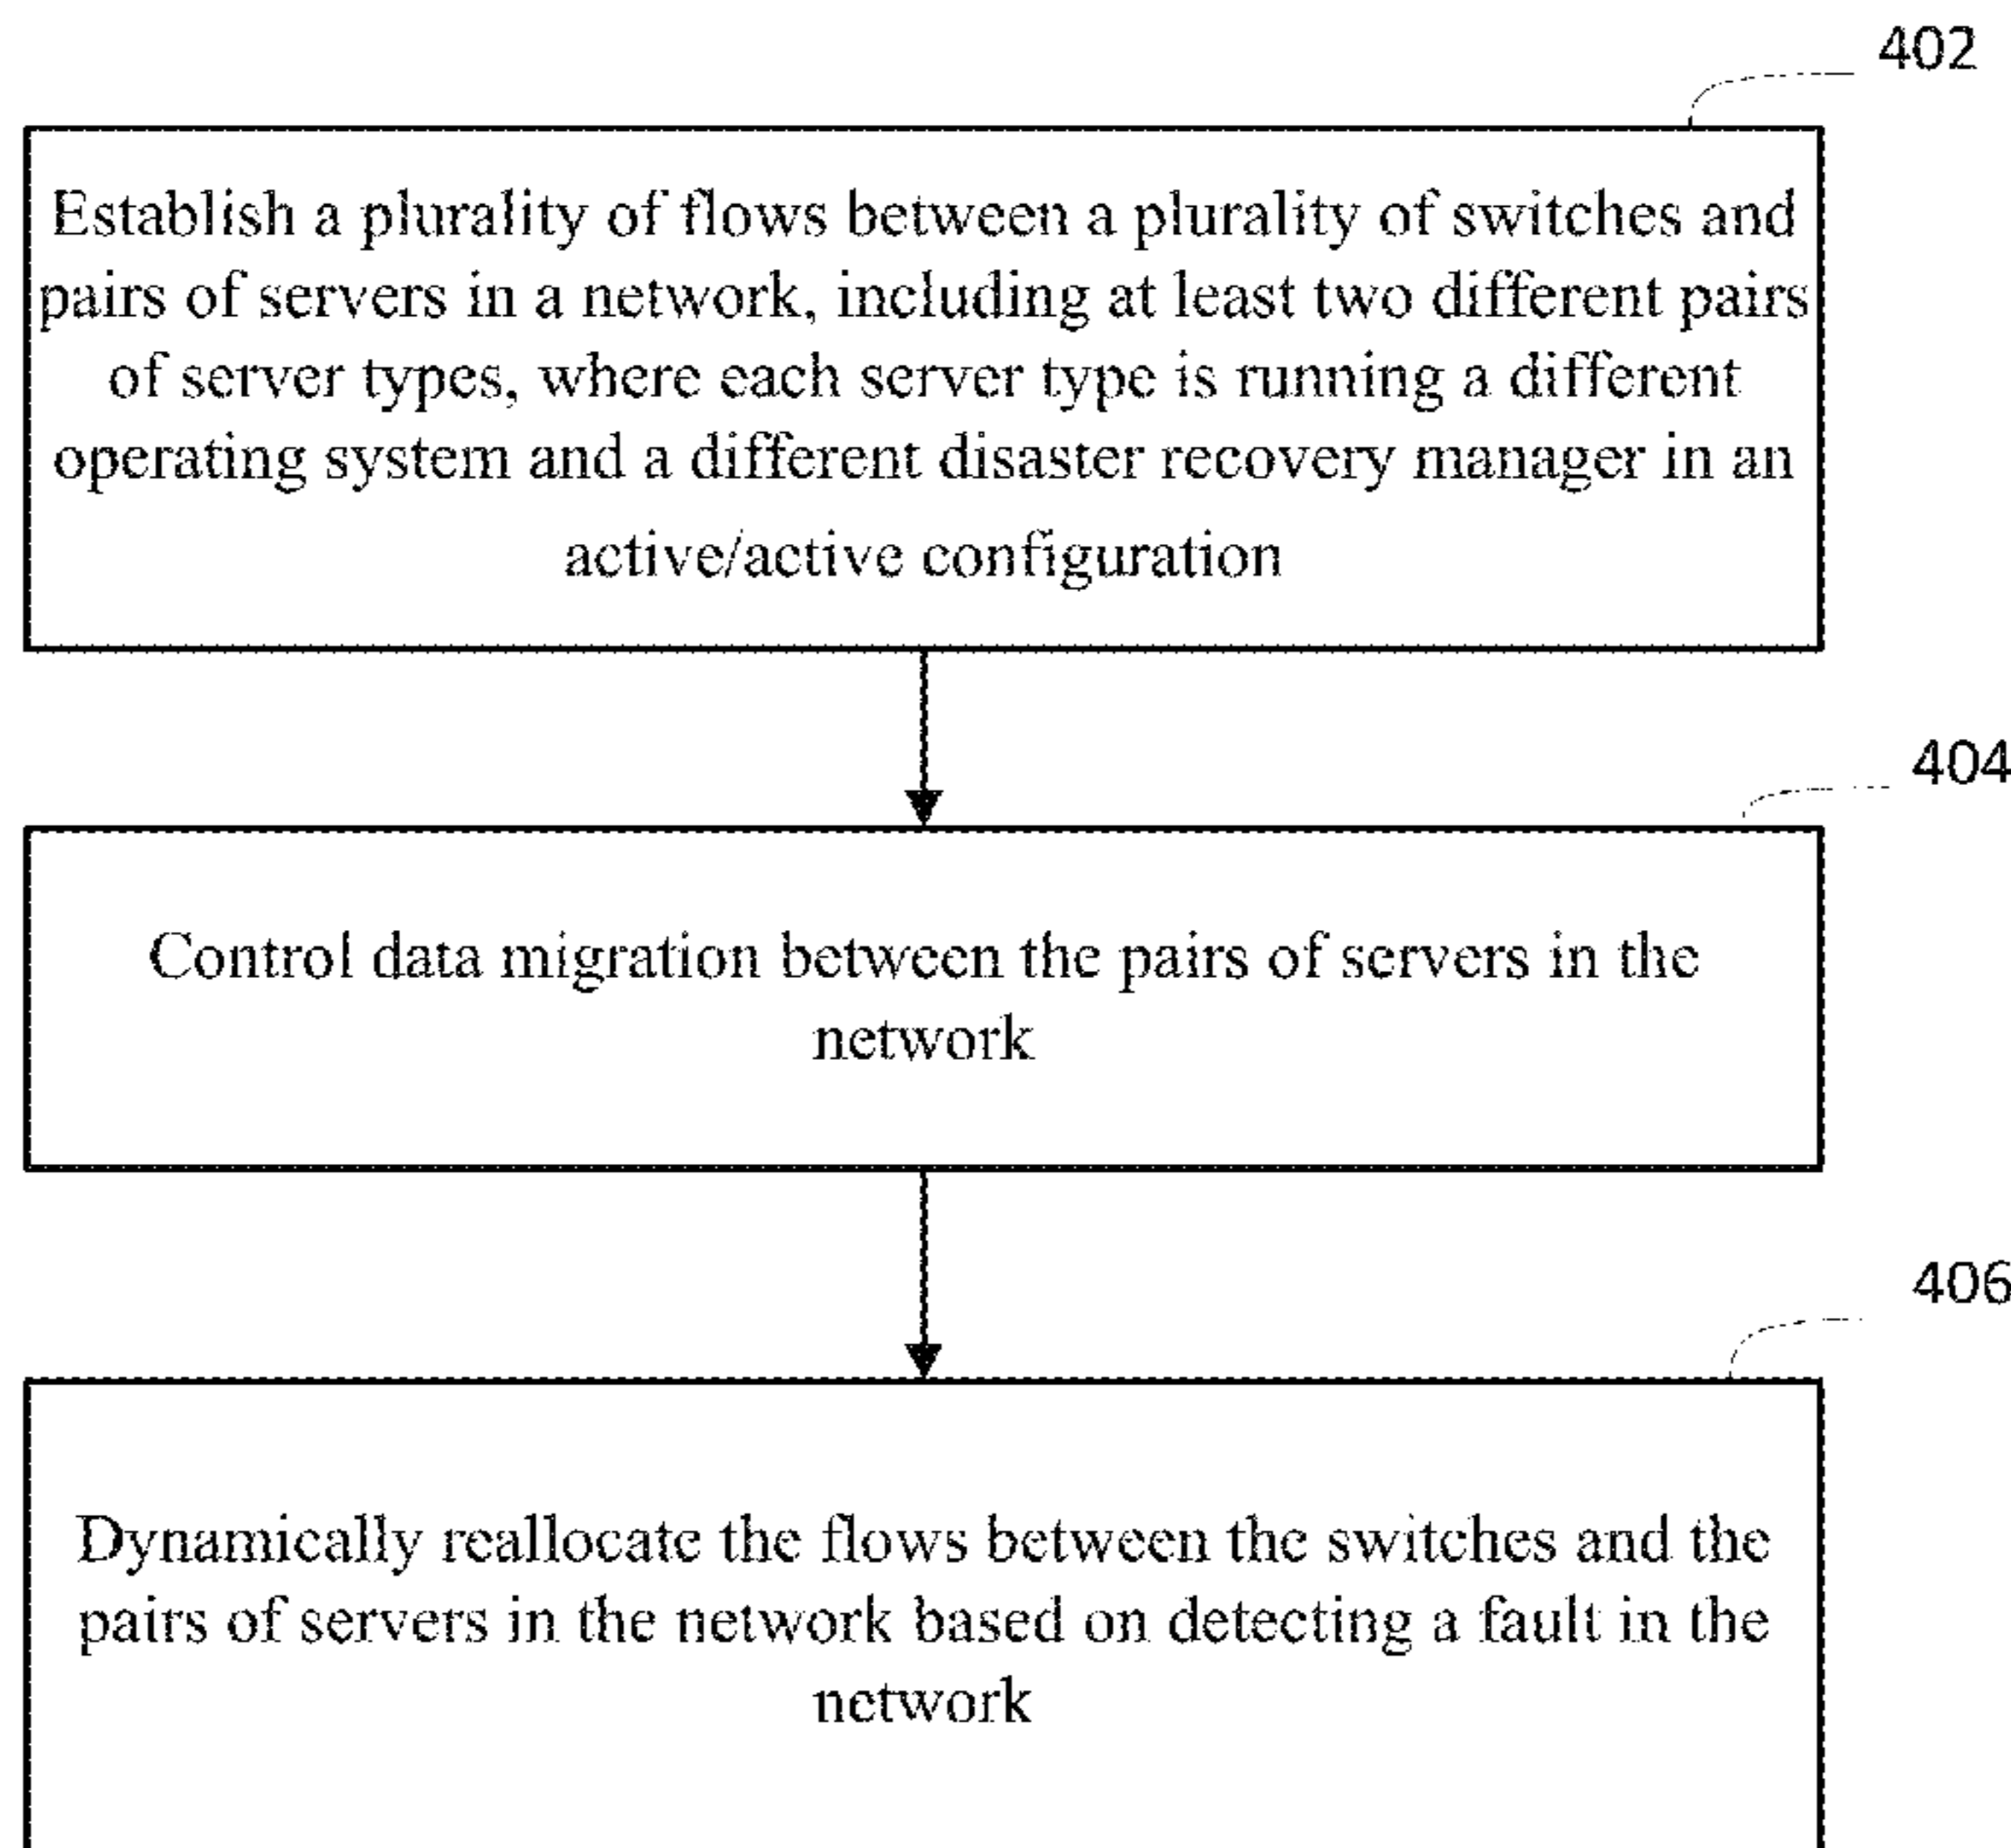 402
Establish a plurality of flows between a plurality of switches and
pairs of servers in a network, including at least two different pairs
of server types, where each server type is running a different
operating system and a different disaster recovery manager in an
active/active configuration
404
Control data migration between the pairs of servers in the
network
406
Dynamically reallocate the flows between the switches and the
pairs of servers in the network based on detecting a fault in the
network